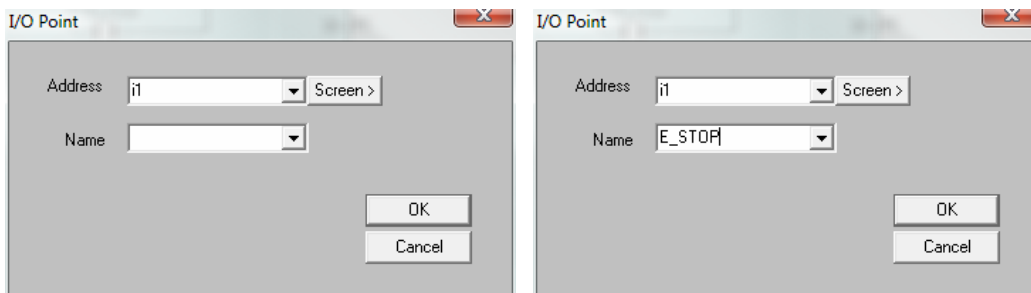 I/O Point
Address i1 Screen >
Name
OK
Cancel
I/O Point
Address i1 Screen >
Name E_STOP
OK
Cancel